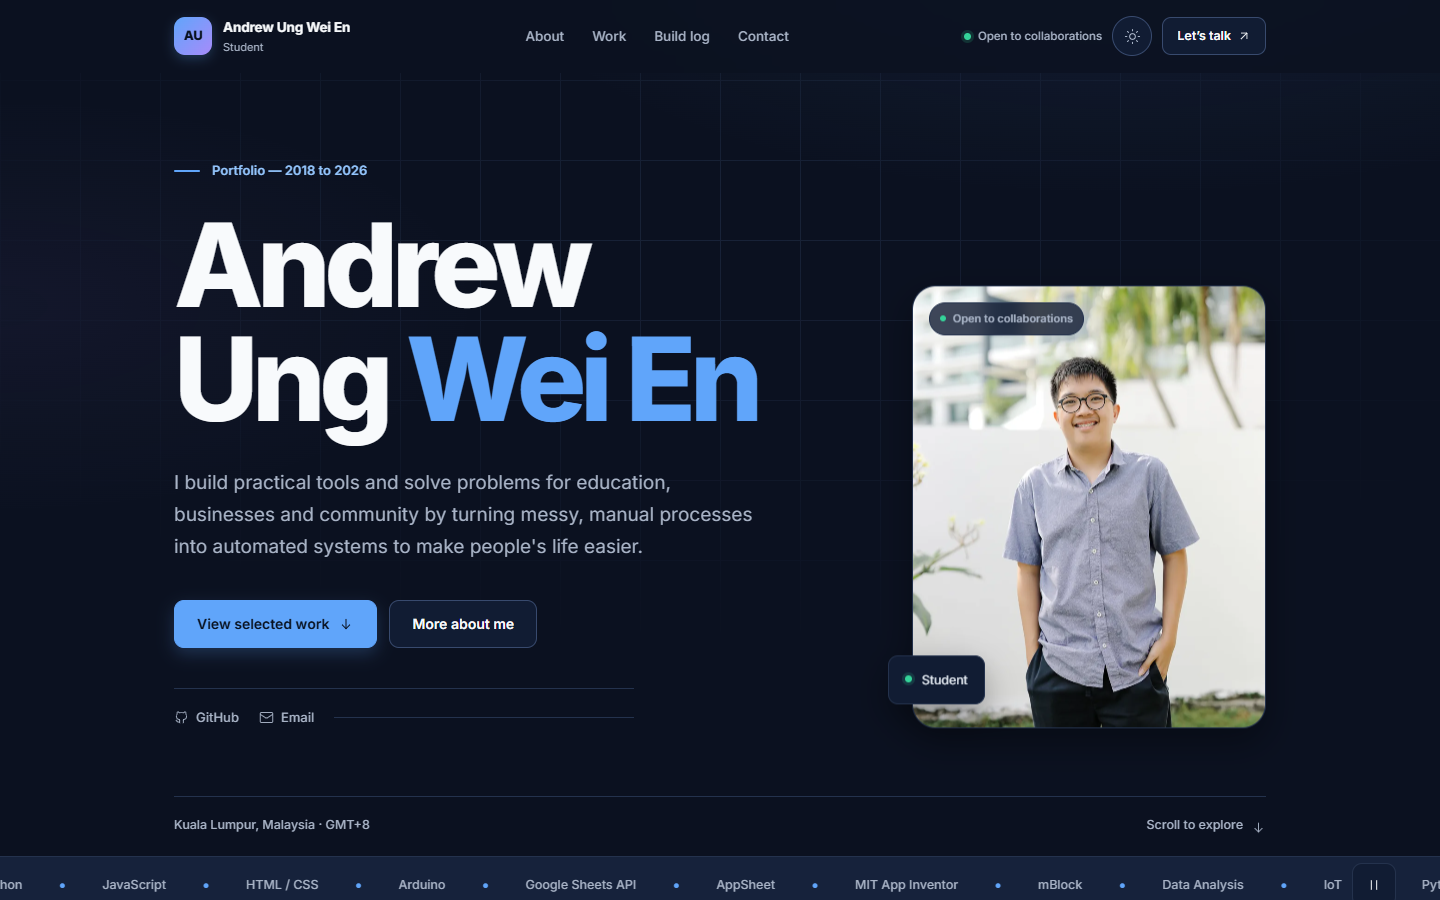 AU
Andrew Ung Wei En
Student
About
Work
Build log
Contact
Open to collaborations
Let's talk
Portfolio — 2018 to 2026
Andrew
Ung Wei En
I build practical tools and solve problems for education,
businesses and community by turning messy, manual processes
into automated systems to make people's life easier.
View selected work
More about me
GitHub
Email
Open to collaborations
Student
Kuala Lumpur, Malaysia · GMT+8
Scroll to explore
hon
JavaScript
HTML / CSS
Arduino
Google Sheets API
AppSheet
MIT App Inventor
mBlock
Data Analysis
IoT
Pyt